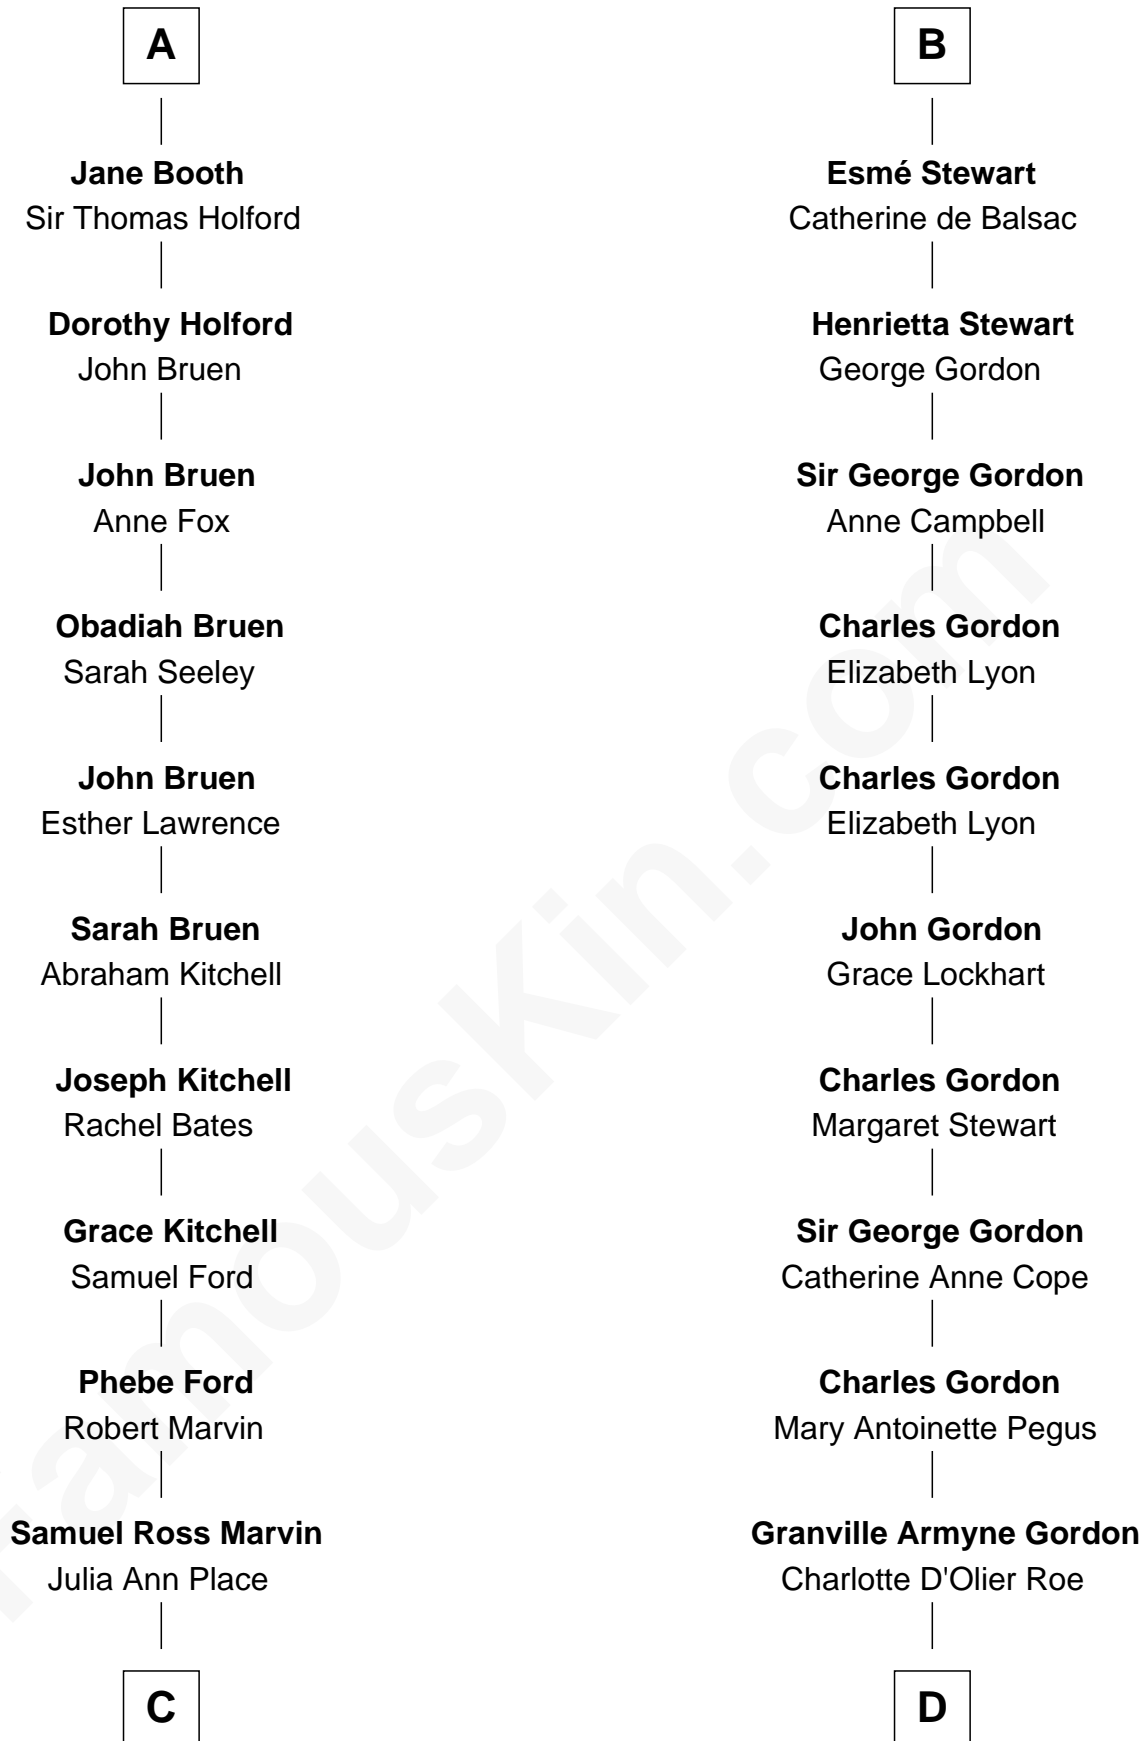 A
Jane Booth
Sir Thomas Holford
Dorothy Holford
John Bruen
John Bruen
Anne Fox
Obadiah Bruen
Sarah Seeley
John Bruen
Esther Lawrence
Sarah Bruen
Abraham Kitchell
Joseph Kitchell
Rachel Bates
Grace Kitchell
Samuel Ford
Phebe Ford
Robert Marvin
Samuel Ross Marvin
Julia Ann Place
C
B
Esmé Stewart
Catherine de Balsac
Henrietta Stewart
George Gordon
Sir George Gordon
Anne Campbell
Charles Gordon
Elizabeth Lyon
Charles Gordon
Elizabeth Lyon
John Gordon
Grace Lockhart
Charles Gordon
Margaret Stewart
Sir George Gordon
Catherine Anne Cope
Charles Gordon
Mary Antoinette Pegus
Granville Armyne Gordon
Charlotte D'Olier Roe
D
FamousKin.com